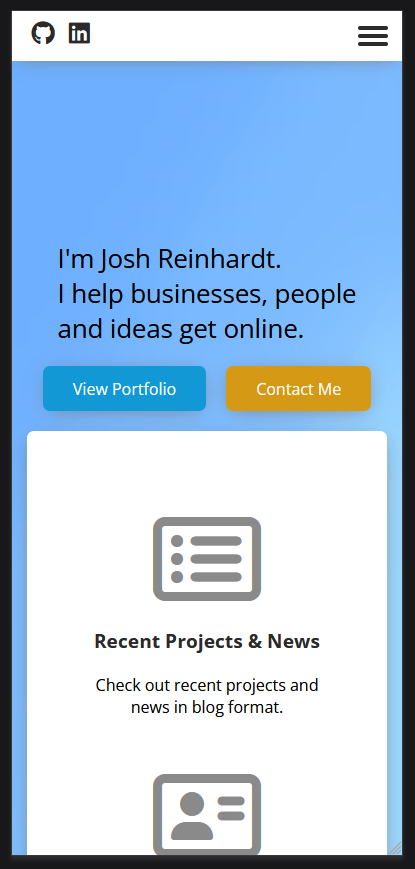 I'm Josh Reinhardt.
I help businesses, people
and ideas get online.
View Portfolio
Contact Me
Recent Projects & News
Check out recent projects and
news in blog format.